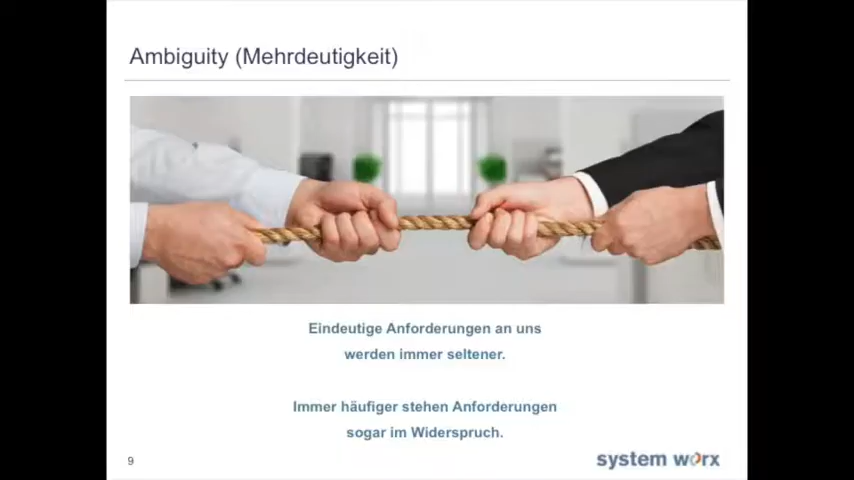 Ambiguity (Mehrdeutigkeit)
Eindeutige Anforderungen an uns
werden immer seltener.
Immer häufiger stehen Anforderungen
sogar im Widerspruch.
9
system worx